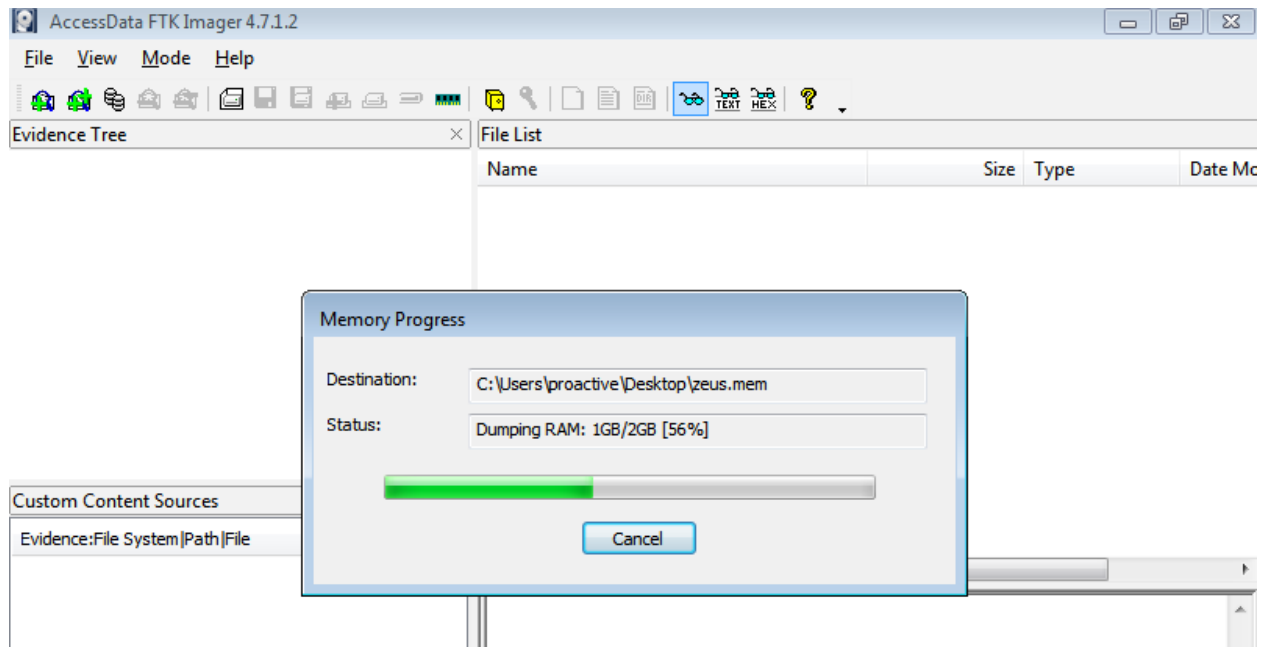 AccessData FTK Imager 4.7.1.2
File View Mode Help
TEXT HEX
DIR
Evidence Tree
File List
Name Size Type Date Mo
Memory Progress
Destination: C:\Users\proactive\Desktop\zeus.mem
Status: Dumping RAM: 1GB/2GB [56%]
Cancel
Custom Content Sources
Evidence:File System|Path|File